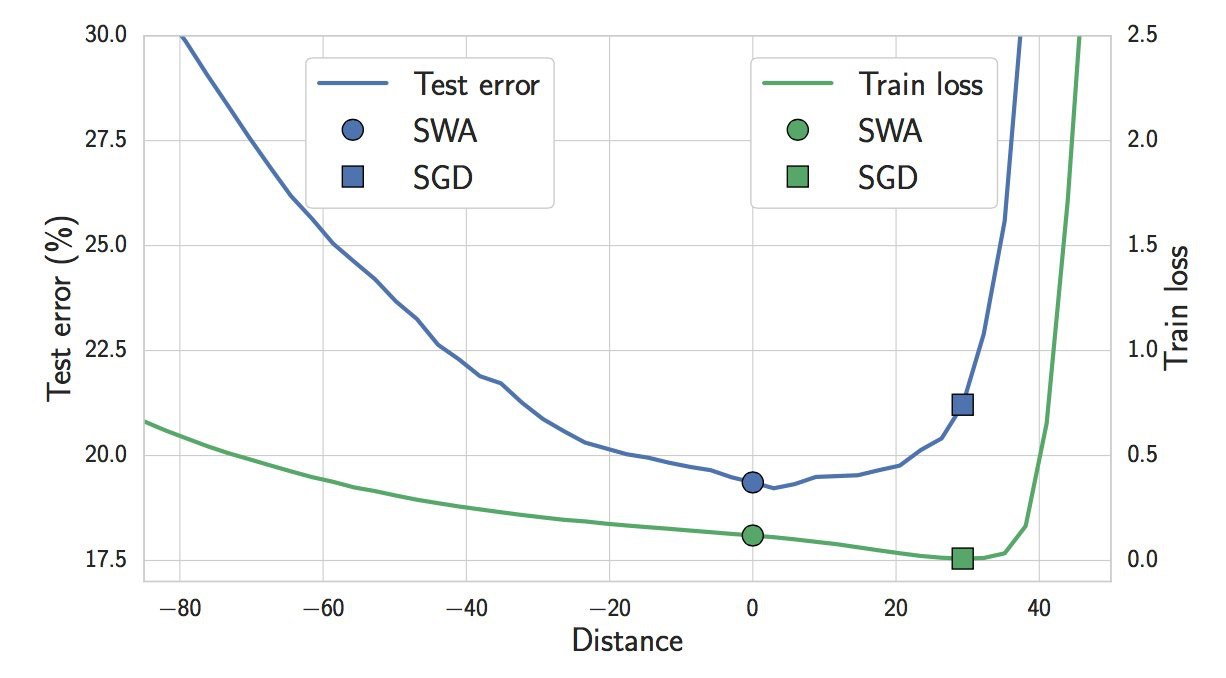 30.0
27.5
25.0
22.5
20.0
17.5
Test error (%)
Test error
SWA
SGD
Train loss
SWA
SGD
2.5
2.0
1.5
1.0
0.5
0.0
Train loss
−80 −60 −40 −20 0 20 40
Distance